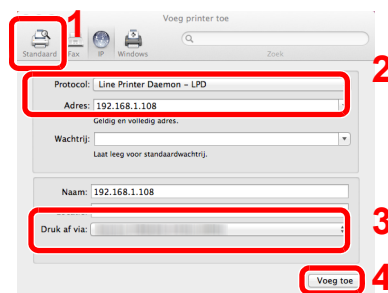 Voeg printer toe
1
Standaard Fax IP Windows Zoek
2
Protocol: Line Printer Daemon - LPD
Adres: 192.168.1.108
Geldig en volledig adres.
Wachtrij:
Laat leeg voor standaardwachtrij.
Naam: 192.168.1.108
3
Druk af via:
Voeg toe
4